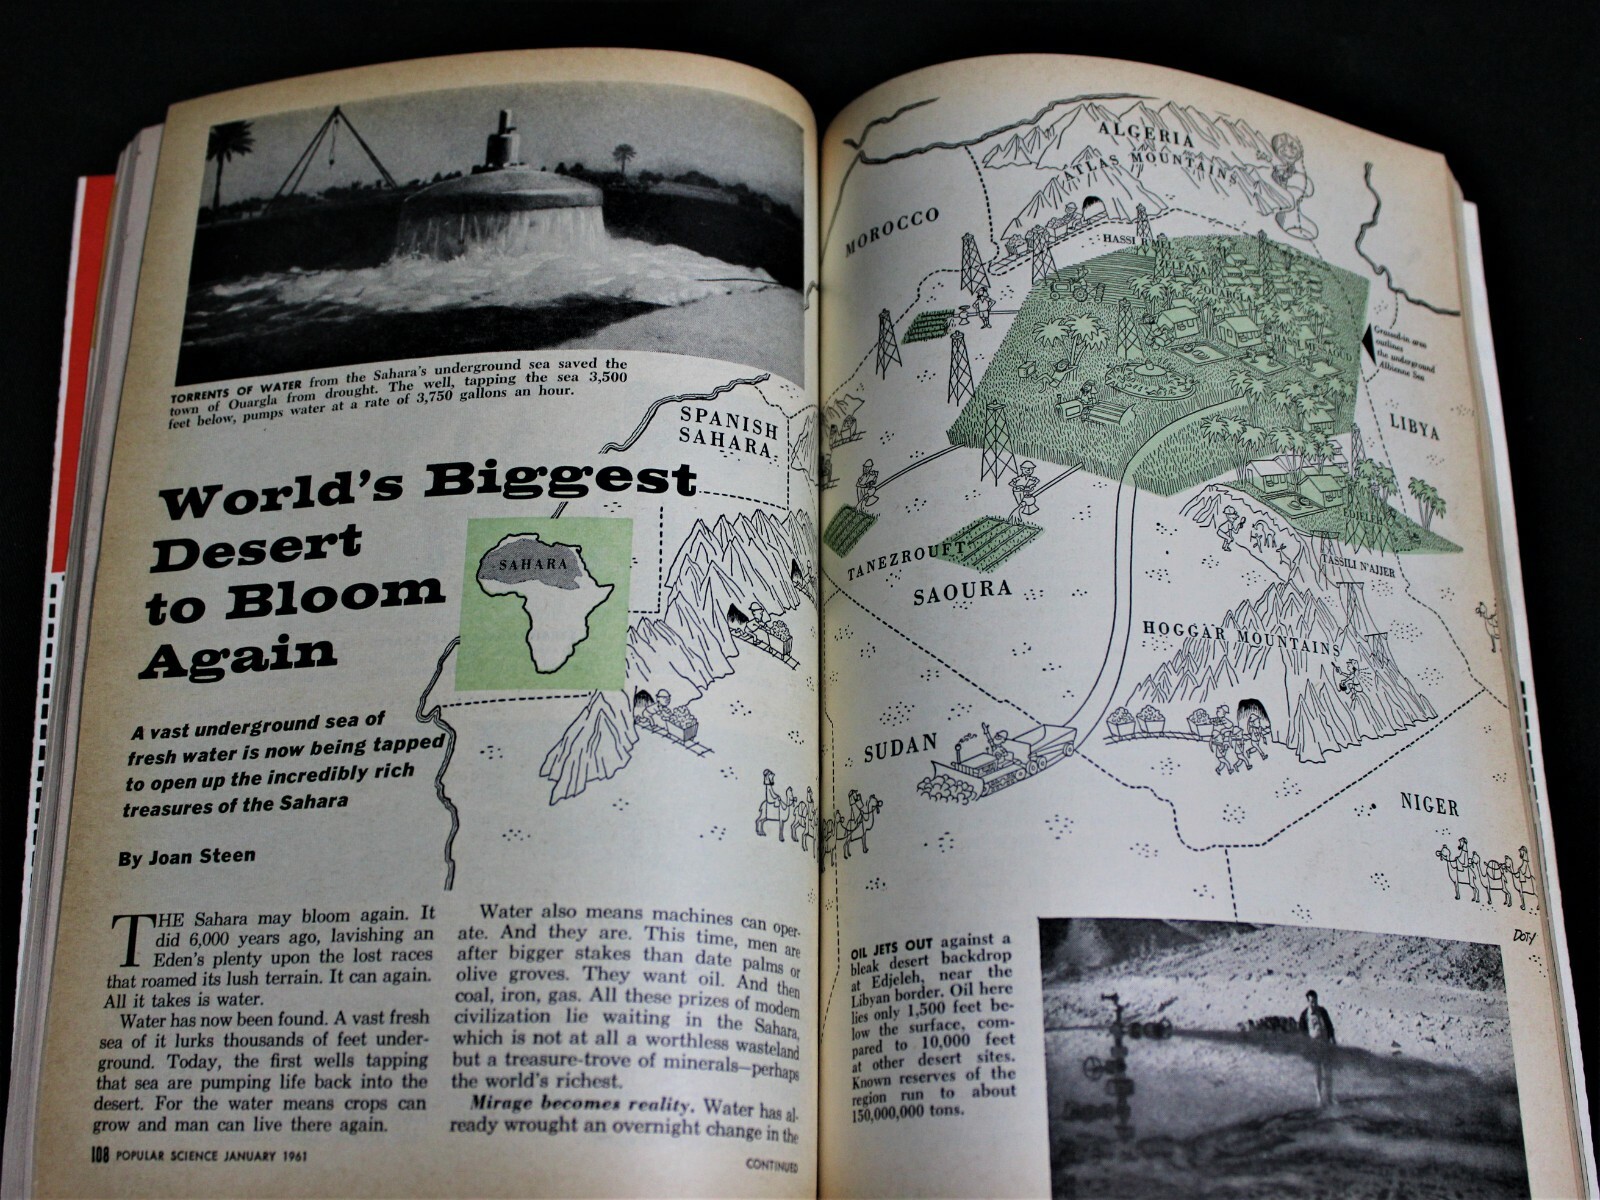 TORRENTS OF WATER from the Sahara's underground sea saved the
town of Ouargla from drought. The well, tapping the sea 3,500
feet below, pumps water at a rate of 3,750 gallons an hour.
World's Biggest
Desert
to Bloom
Again
A vast underground sea of
fresh water is now being tapped
to open up the incredibly rich
treasures of the Sahara
By Joan Steen
THE Sahara may bloom again. It
did 6,000 years ago, lavishing an
Eden's plenty upon the lost races
that roamed its lush terrain. It can again.
All it takes is water.
Water has now been found. A vast fresh
sea of it lurks thousands of feet under-
ground. Today, the first wells tapping
that sea are pumping life back into the
desert. For the water means crops can
grow and man can live there again.
Water also means machines can oper-
ate. And they are. This time, men are
after bigger stakes than date palms or
olive groves. They want oil. And then
coal, iron, gas. All these prizes of modern
civilization lie waiting in the Sahara,
which is not at all a worthless wasteland
but a treasure-trove of minerals—perhaps
the world's richest.
Mirage becomes reality. Water has al-
ready wrought an overnight change in the
108 POPULAR SCIENCE JANUARY 1961
CONTINUED
SPANISH
SAHARA
SAHARA
ALGERIA
ATLAS MOUNTAINS
MOROCCO
HASSI R'MEL
OUARGLA
HASSI MESSAOUD
Ground-in area
outlines
the underground
Albienne Sea
LIBYA
EDJELEH
TANEZROUFT
SAOURA
TASSILI N'AJJER
HOGGAR MOUNTAINS
SUDAN
NIGER
DOTY
OIL JETS OUT against a
bleak desert backdrop
at Edjeleh, near the
Libyan border. Oil here
lies only 1,500 feet be-
low the surface, com-
pared to 10,000 feet
at other desert sites.
Known reserves of the
region run to about
150,000,000 tons.